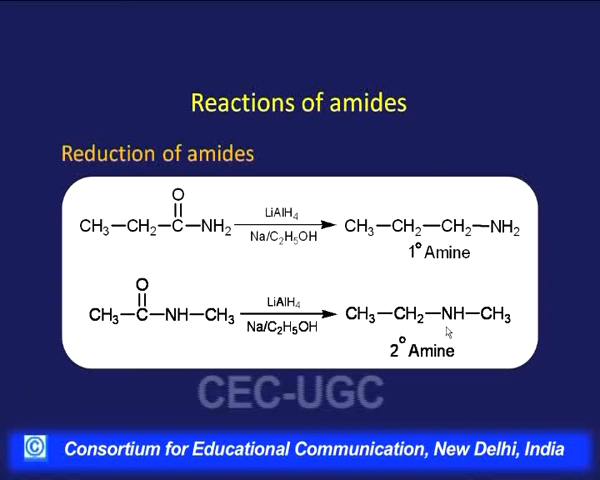 Reactions of amides
Reduction of amides
O
CH₃—CH₂—C—NH₂ LiAlH₄ CH₃—CH₂—CH₂—NH₂
Na/C₂H₅OH
1° Amine
O
CH₃—C—NH—CH₃ LiAlH₄ CH₃—CH₂—NH—CH₃
Na/C₂H₅OH
2° Amine
CEC-UGC
© Consortium for Educational Communication, New Delhi, India